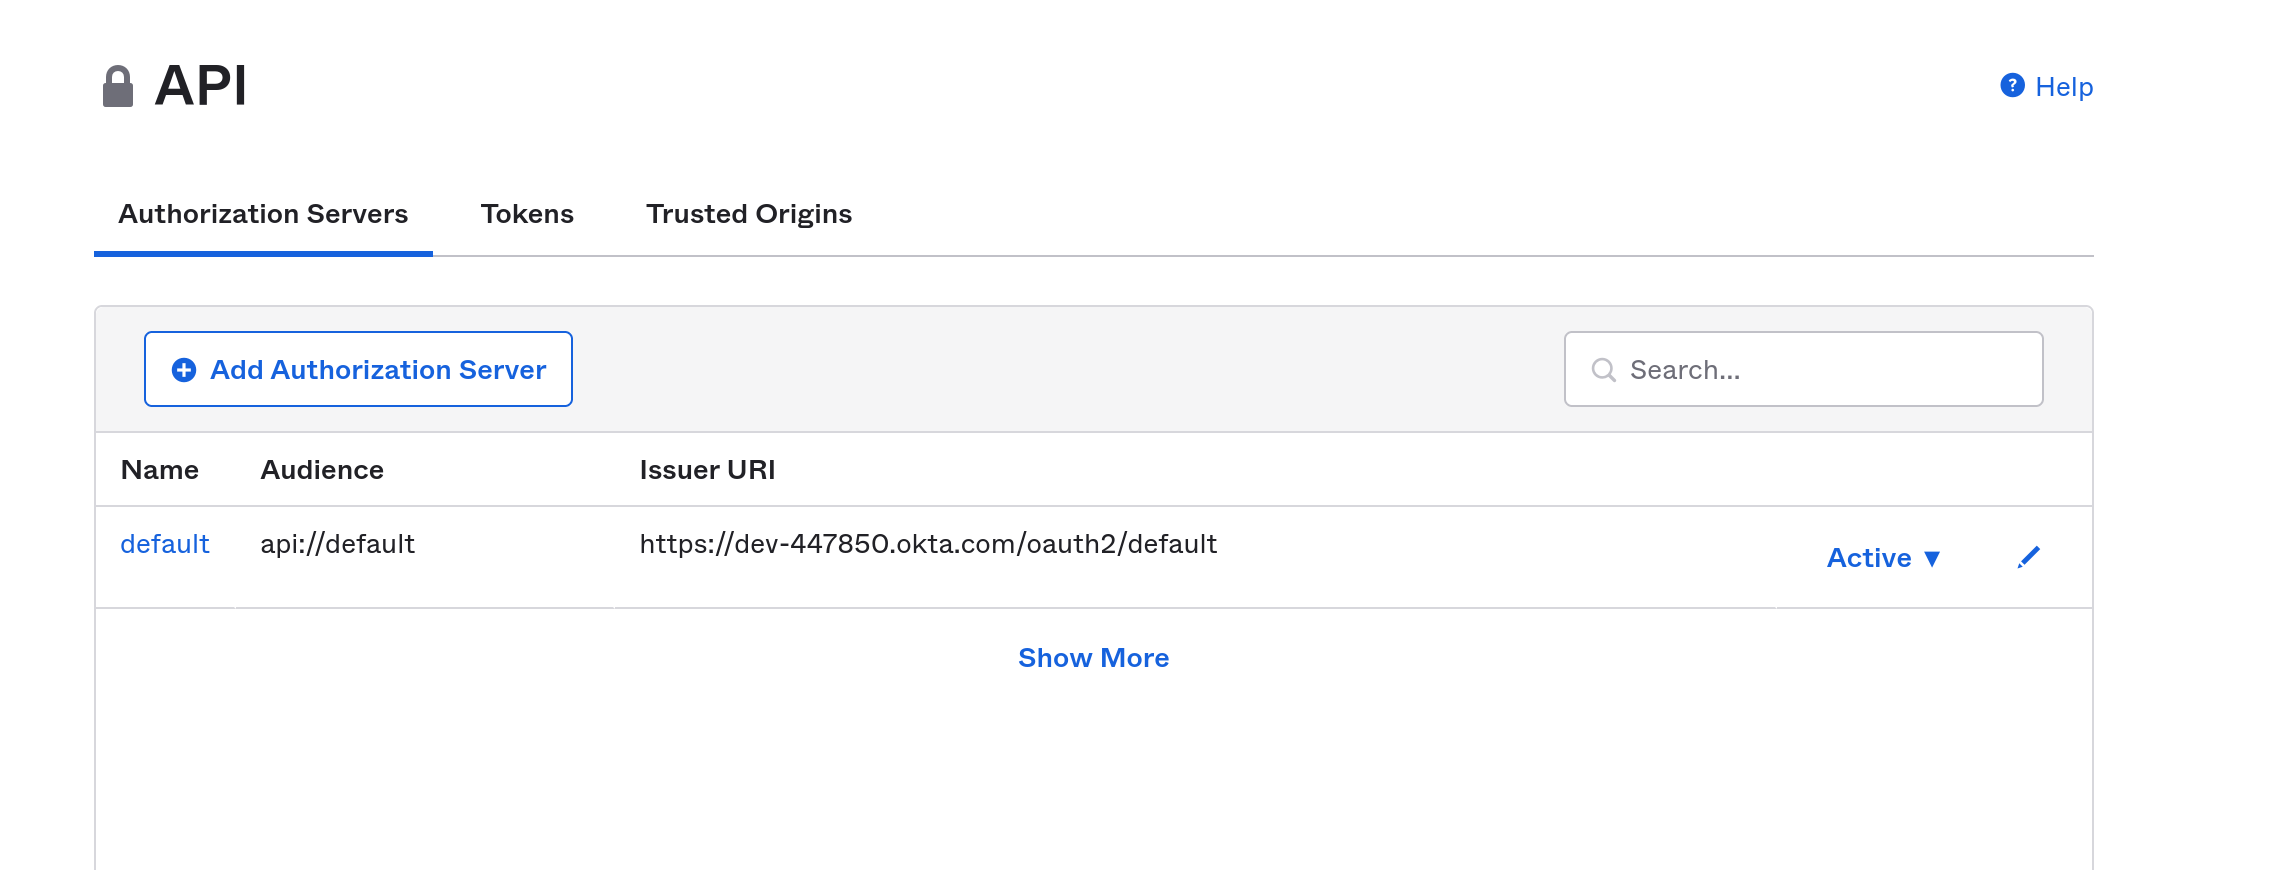 API
Help
Authorization Servers Tokens Trusted Origins
Add Authorization Server Search...
Name Audience Issuer URI
default api://default https://dev-447850.okta.com/oauth2/default Active ▼
Show More